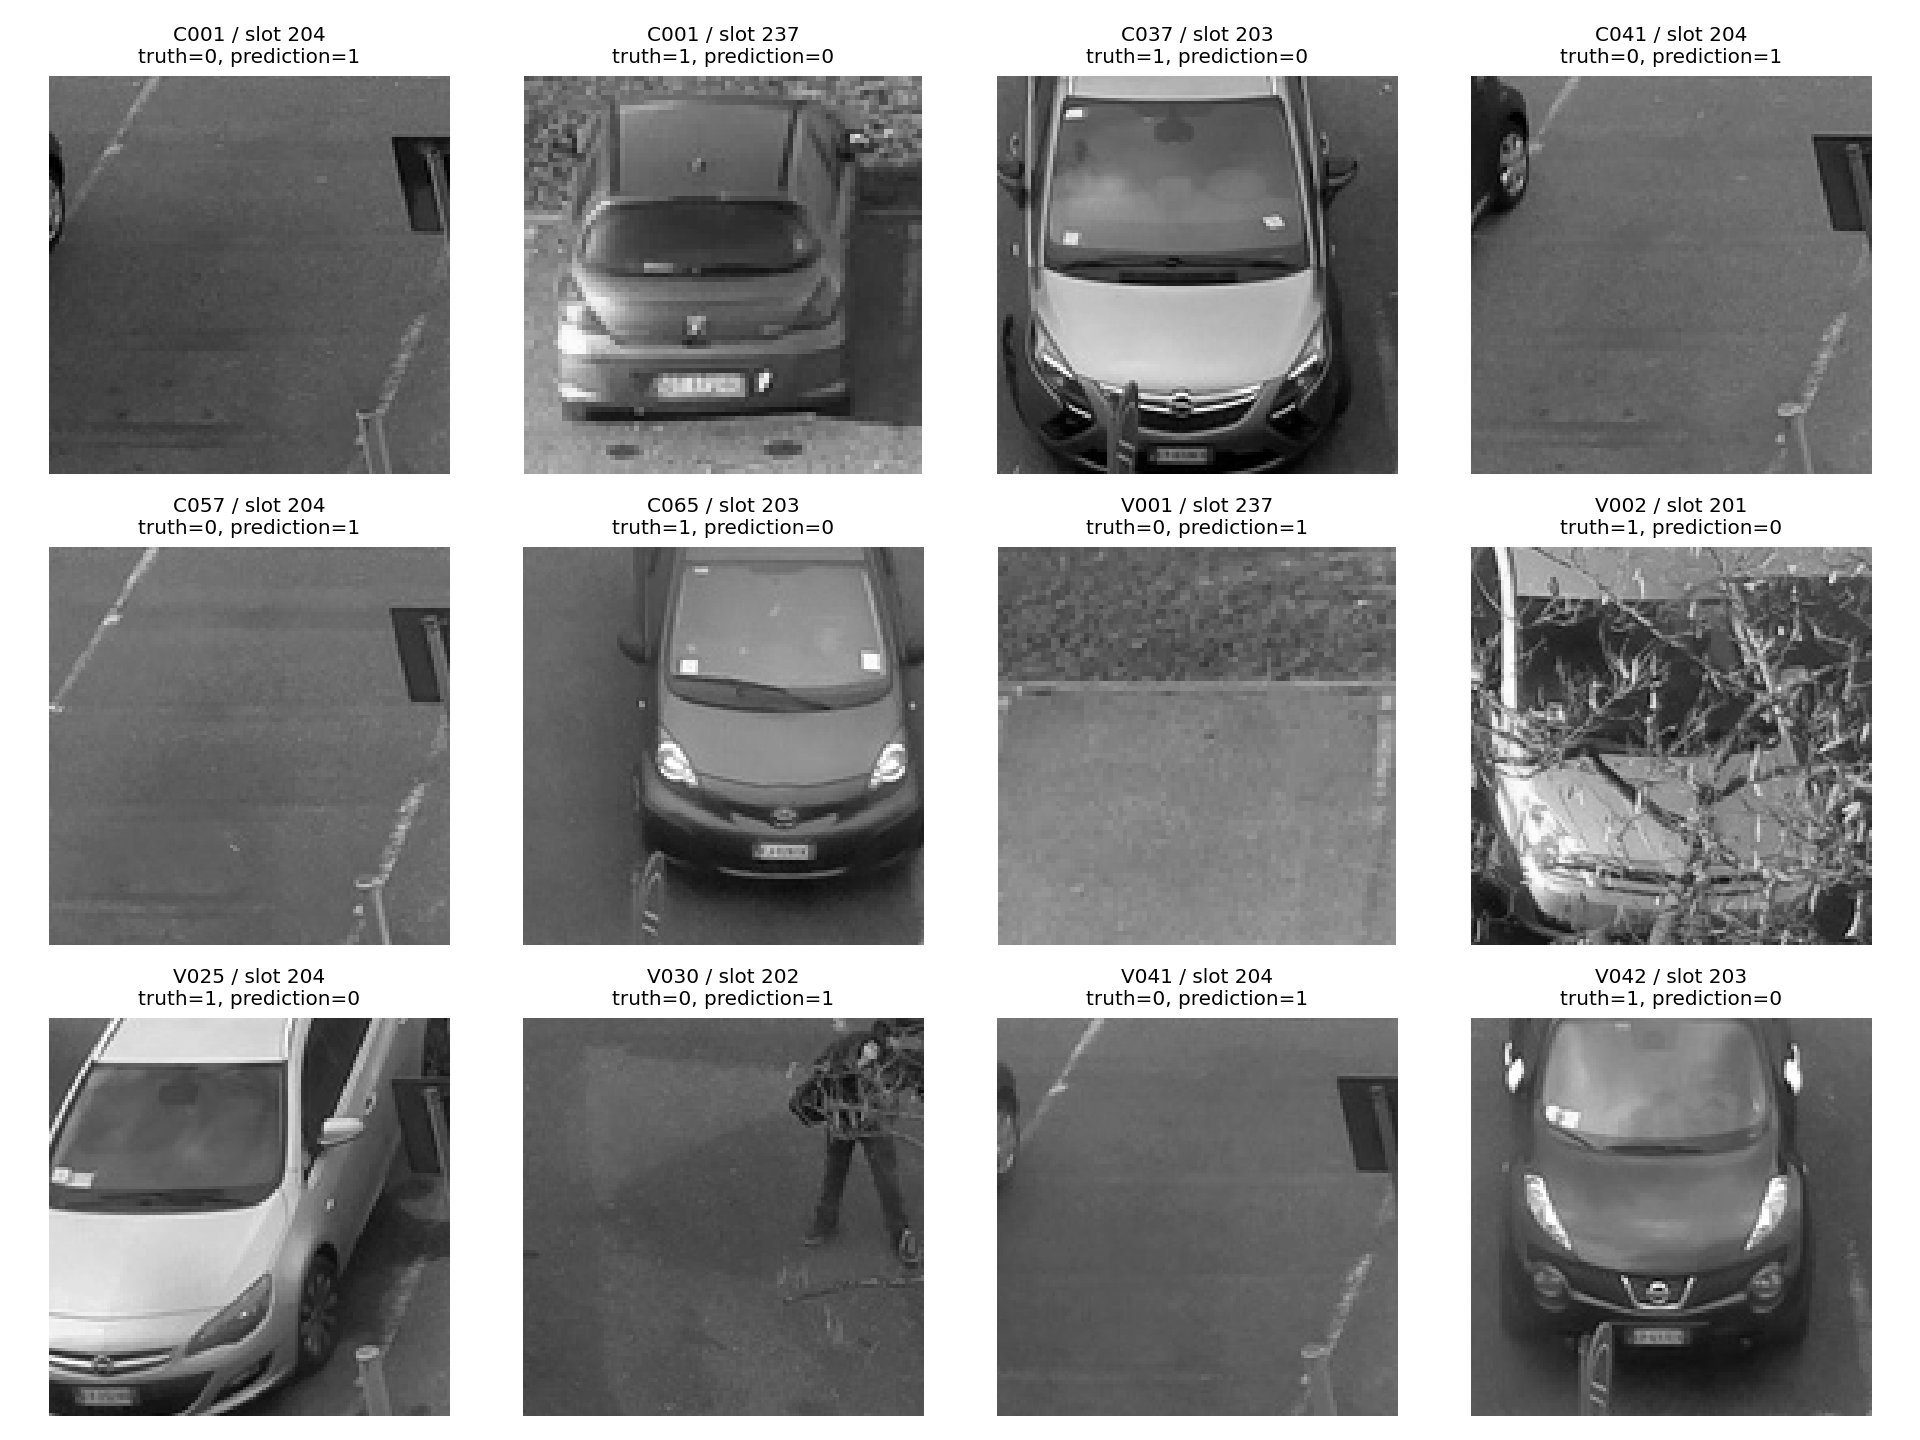 C001 / slot 204
truth=0, prediction=1
C001 / slot 237
truth=1, prediction=0
C037 / slot 203
truth=1, prediction=0
C041 / slot 204
truth=0, prediction=1
C057 / slot 204
truth=0, prediction=1
C065 / slot 203
truth=1, prediction=0
V001 / slot 237
truth=0, prediction=1
V002 / slot 201
truth=1, prediction=0
V025 / slot 204
truth=1, prediction=0
V030 / slot 202
truth=0, prediction=1
V041 / slot 204
truth=0, prediction=1
V042 / slot 203
truth=1, prediction=0